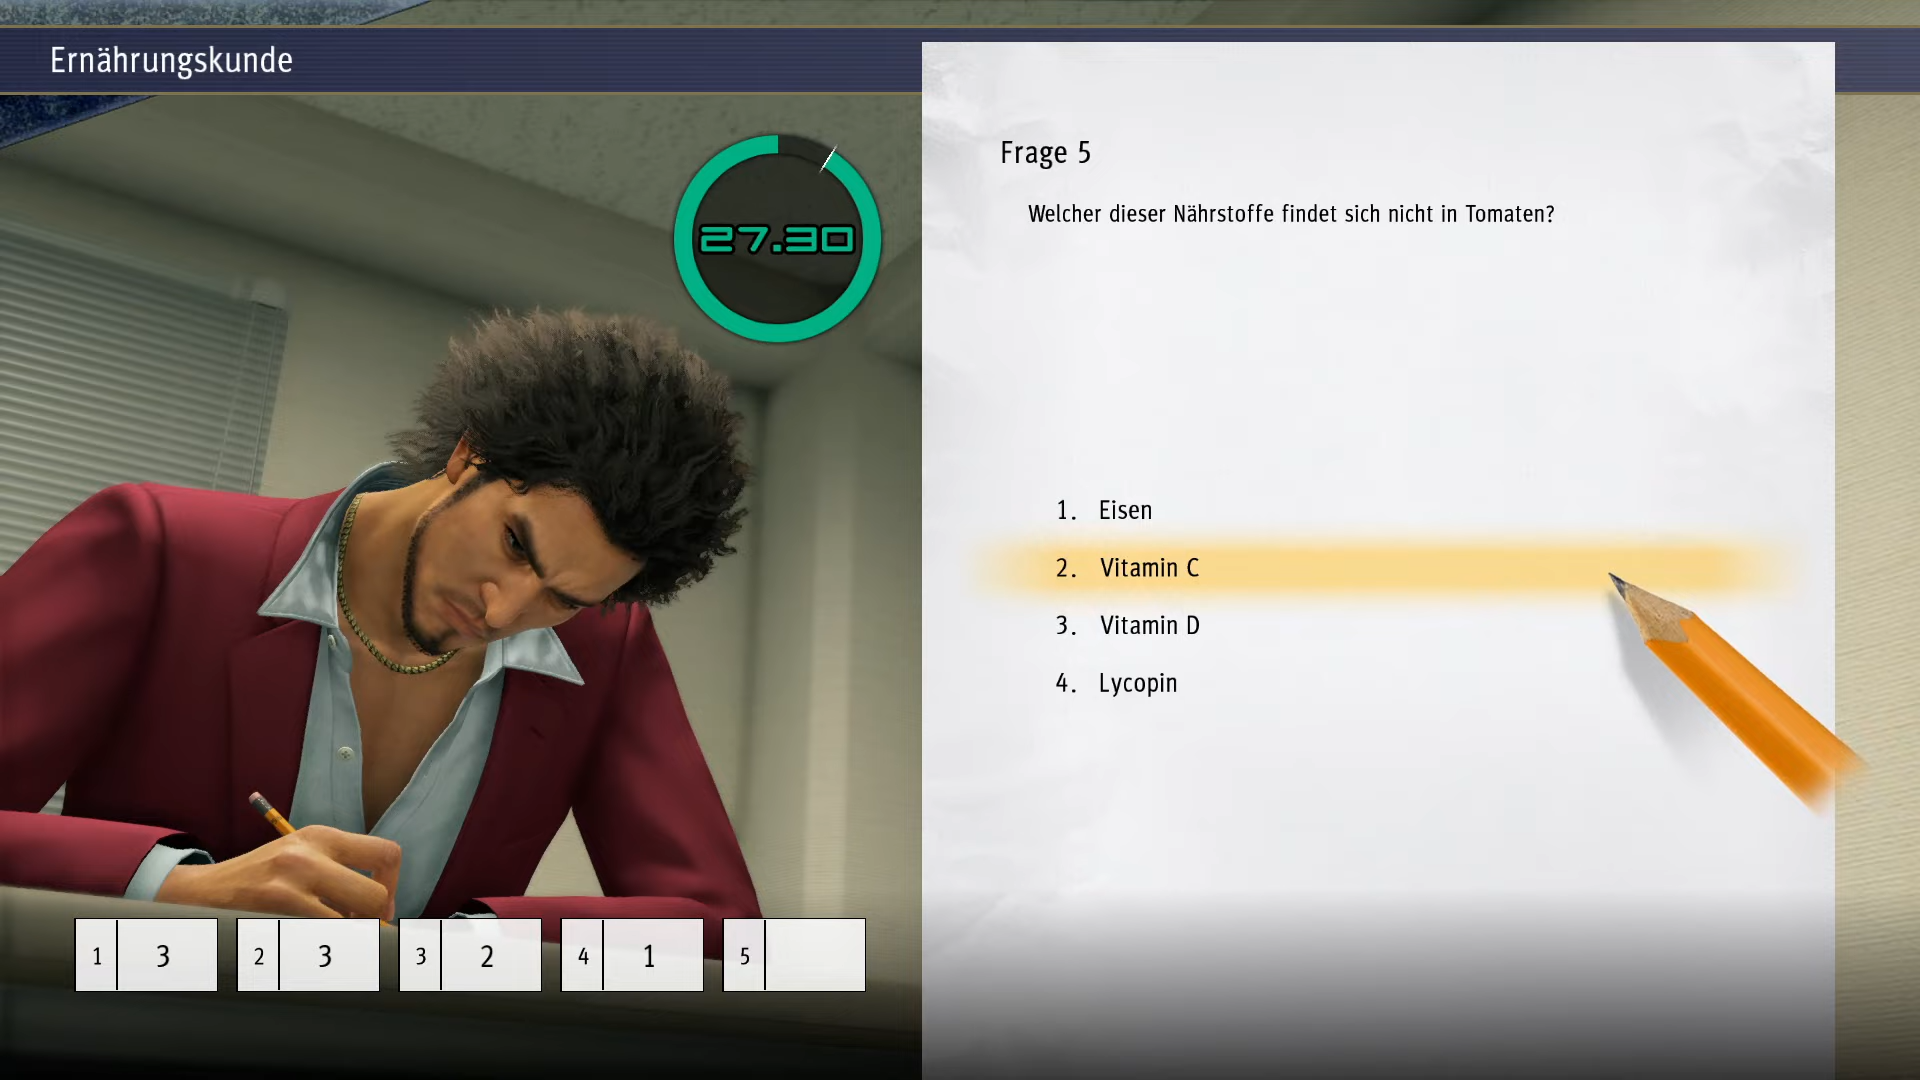 Ernährungskunde
27.30
Frage 5
Welcher dieser Nährstoffe findet sich nicht in Tomaten?
1. Eisen
2. Vitamin C
3. Vitamin D
4. Lycopin
1 3 2 3 3 2 4 1 5